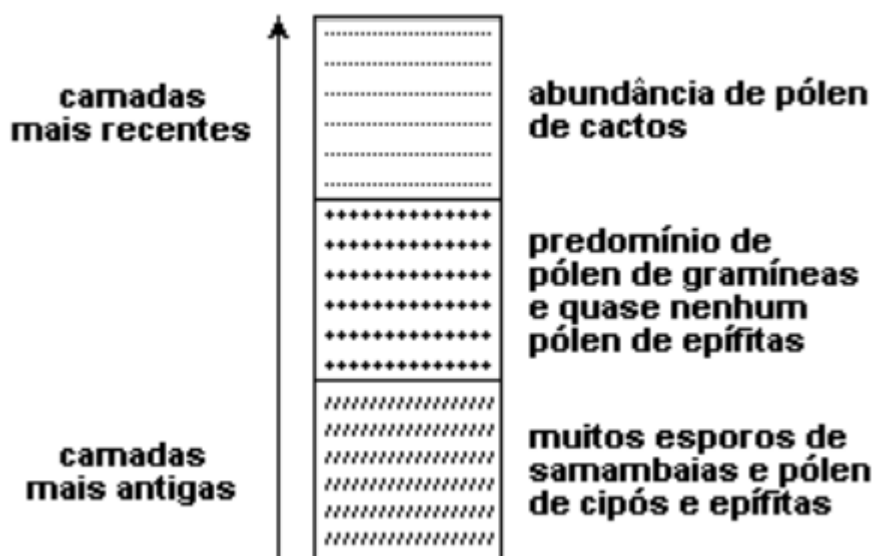 camadas
mais recentes
abundância de pólen
de cactos
predomínio de
pólen de gramíneas
e quase nenhum
pólen de epífitas
camadas
mais antigas
muitos esporos de
samambaias e pólen
de cipós e epífitas